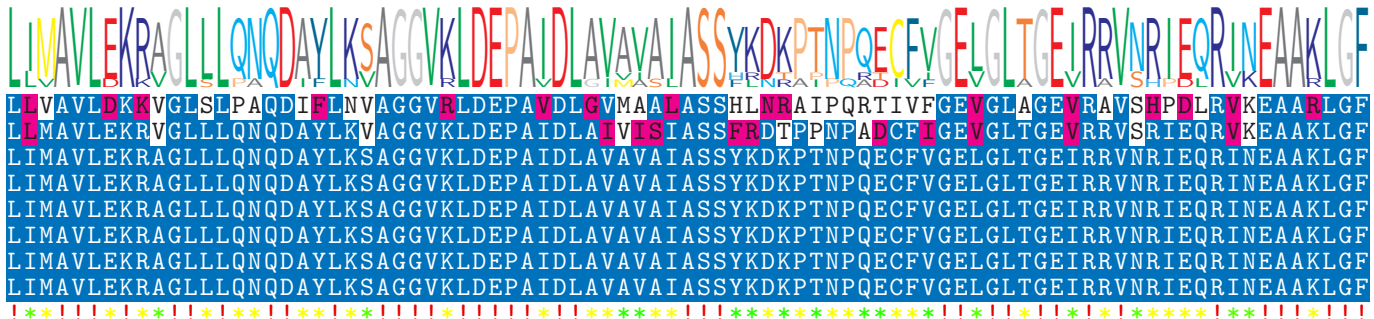 LIMAVLEKRAGLLLQNQDAYLKSAGGVKLDEPAIDLAVAVAIASSYKDKPTNPQECFVGELGLTGEIRRVNRIEQRINEAAKLGF
LLVAVLDKKVGLSLPAQDIFLNVAGGVRLDEPAVDLGVMAALASSHLNRAIPQRTIVFGEVGLAGEVRAVSHPDLRVKEAARLGF
LLMAVLEKRVGLLLQNQDAYLKVAGGVKLDEPAIDLAIVISIASSFRDTPPNPADCFIGEVGLTGEVRRVSRIEQRVKEAAKLGF
LIMAVLEKRAGLLLQNQDAYLKSAGGVKLDEPAIDLAVAVAIASSYKDKPTNPQECFVGELGLTGEIRRVNRIEQRINEAAKLGF
LIMAVLEKRAGLLLQNQDAYLKSAGGVKLDEPAIDLAVAVAIASSYKDKPTNPQECFVGELGLTGEIRRVNRIEQRINEAAKLGF
LIMAVLEKRAGLLLQNQDAYLKSAGGVKLDEPAIDLAVAVAIASSYKDKPTNPQECFVGELGLTGEIRRVNRIEQRINEAAKLGF
LIMAVLEKRAGLLLQNQDAYLKSAGGVKLDEPAIDLAVAVAIASSYKDKPTNPQECFVGELGLTGEIRRVNRIEQRINEAAKLGF
LIMAVLEKRAGLLLQNQDAYLKSAGGVKLDEPAIDLAVAVAIASSYKDKPTNPQECFVGELGLTGEIRRVNRIEQRINEAAKLGF
LIMAVLEKRAGLLLQNQDAYLKSAGGVKLDEPAIDLAVAVAIASSYKDKPTNPQECFVGELGLTGEIRRVNRIEQRINEAAKLGF
!**!!!*!**!!*!**!!**!**!!!!*!!!!!*!!******!!!*************!!*!!*!!*!*!*****!**!!!*!!!